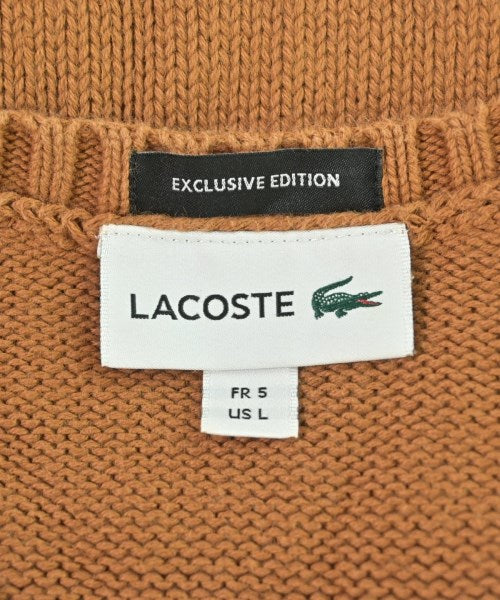 EXCLUSIVE EDITION
LACOSTE
FR 5
US L